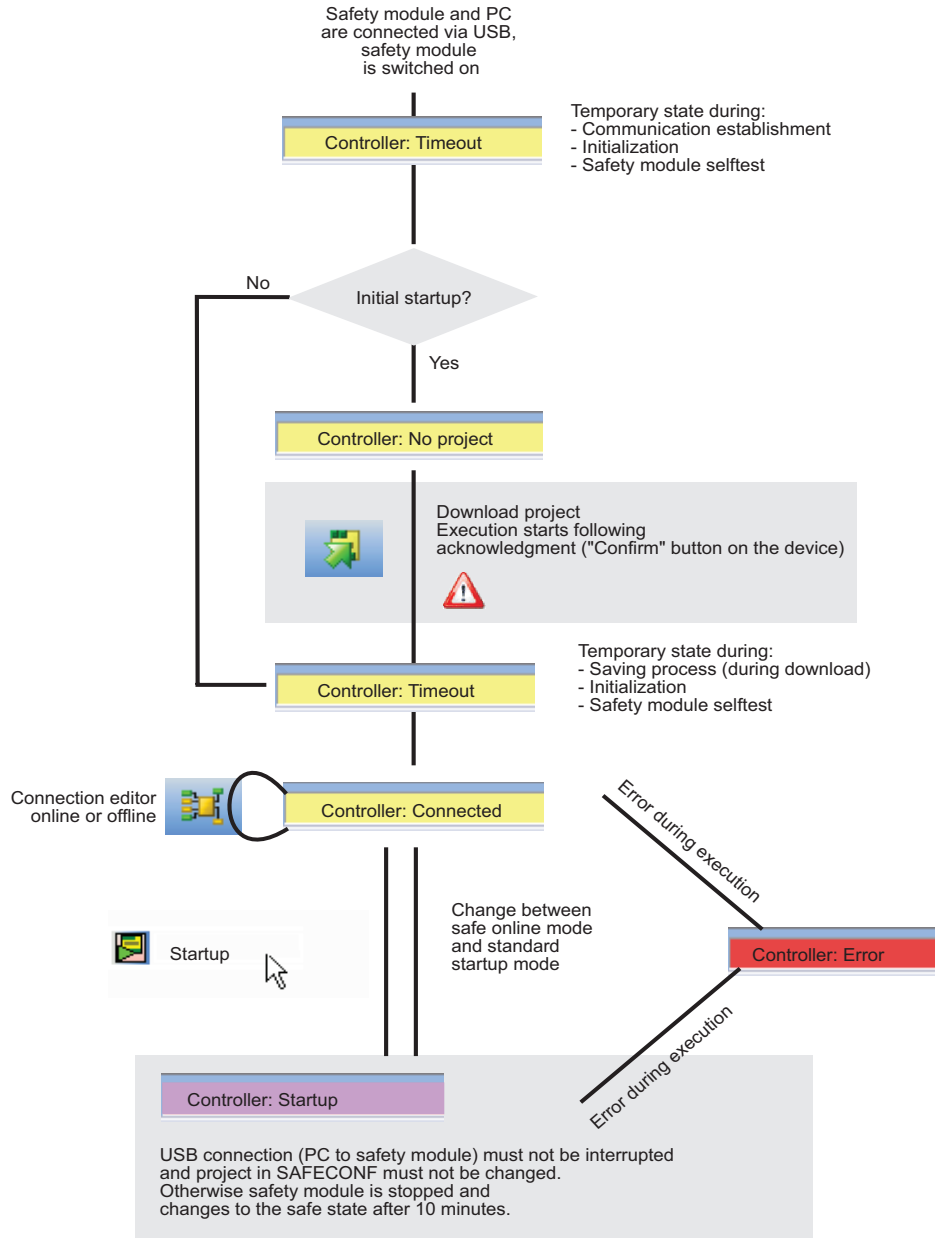 Safety module and PC
are connected via USB,
safety module
is switched on
Controller: Timeout
Temporary state during:
- Communication establishment
- Initialization
- Safety module selftest
No
Initial startup?
Yes
Controller: No project
Download project
Execution starts following
acknowledgment ("Confirm" button on the device)
Temporary state during:
- Saving process (during download)
- Initialization
- Safety module selftest
Controller: Timeout
Connection editor
online or offline
Controller: Connected
Error during execution
Change between
safe online mode
and standard
startup mode
Startup
Controller: Error
Error during execution
Controller: Startup
USB connection (PC to safety module) must not be interrupted
and project in SAFECONF must not be changed.
Otherwise safety module is stopped and
changes to the safe state after 10 minutes.